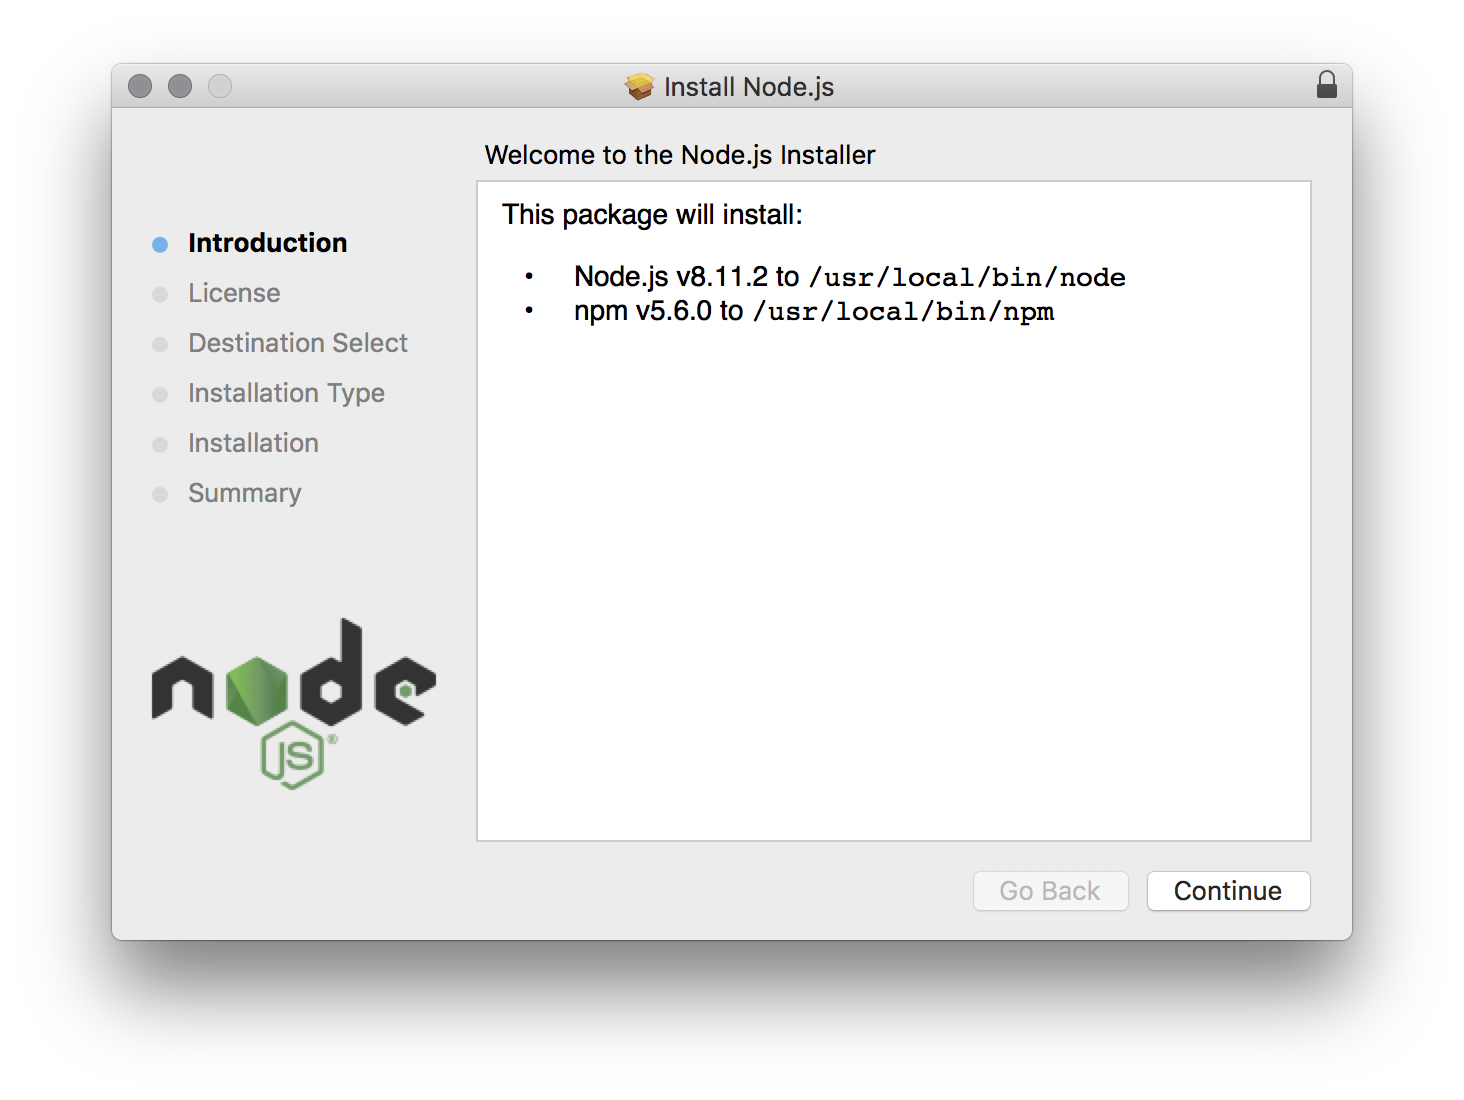 Install Node.js
Welcome to the Node.js Installer
Introduction
License
Destination Select
Installation Type
Installation
Summary
This package will install:
• Node.js v8.11.2 to /usr/local/bin/node
• npm v5.6.0 to /usr/local/bin/npm
node
JS®
Go Back
Continue